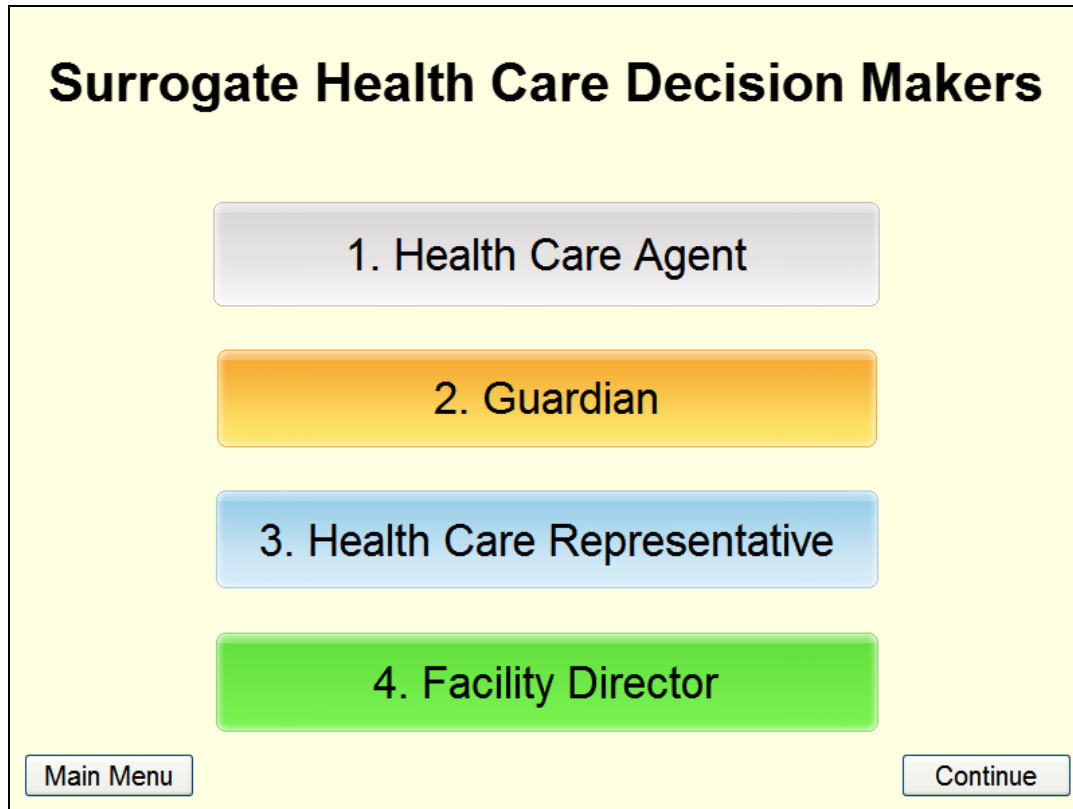 Surrogate Health Care Decision Makers
1. Health Care Agent
2. Guardian
3. Health Care Representative
4. Facility Director
Main Menu
Continue